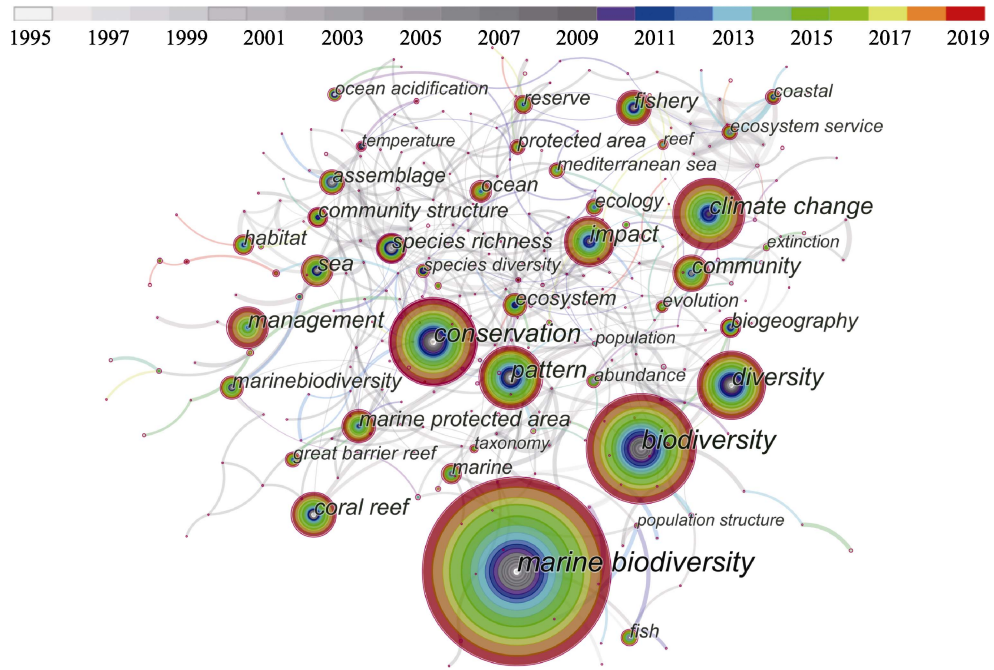 1995 1997 1999 2001 2003 2005 2007 2009 2011 2013 2015 2017 2019
ocean acidification
reserve
fishery
coastal
ecosystem service
temperature
protected area
reef
mediterranean sea
assemblage
ocean
ecology
climate change
community structure
habitat
species richness
impact
extinction
sea
species diversity
community
ecosystem
evolution
management
conservation
population
biogeography
marinebiodiversity
pattern
abundance
diversity
marine protected area
taxonomy
biodiversity
great barrier reef
marine
coral reef
population structure
marine biodiversity
fish